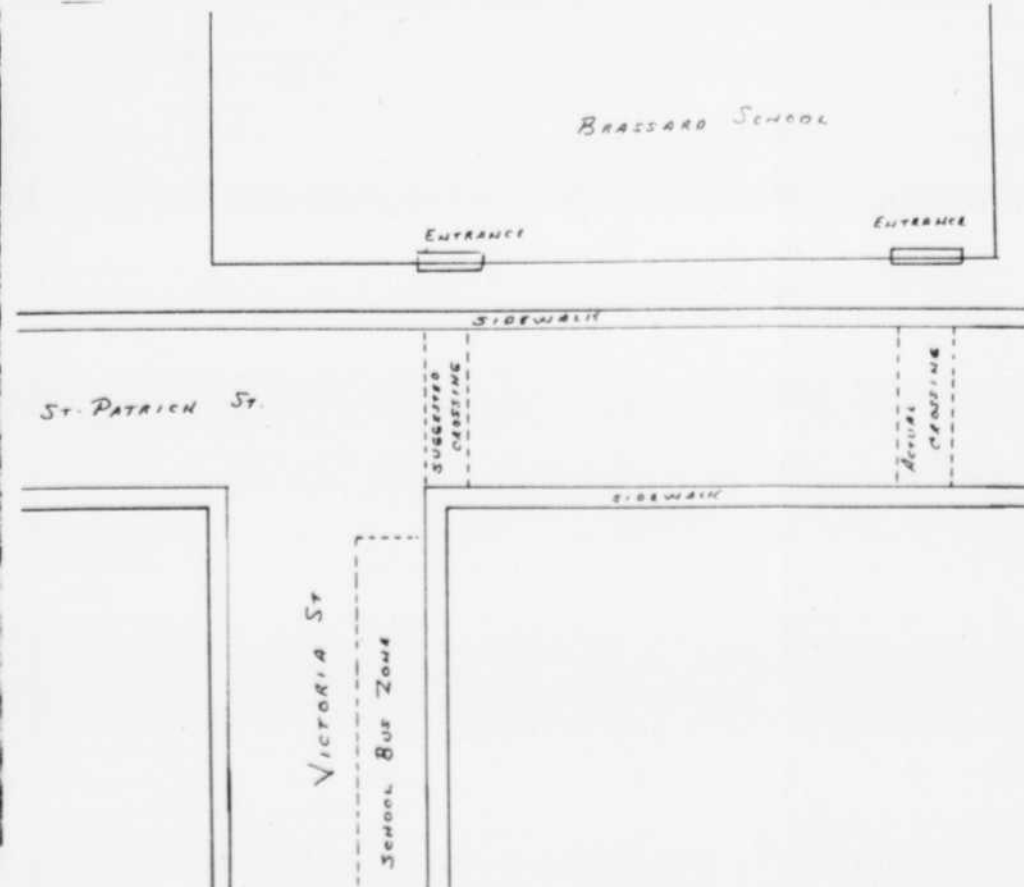 BRASSARD SCHOOL
ENTRANCE
ENTRANCE
SIDEWALK
SUGGESTED
CROSSING
ACTUAL
CROSSING
ST. PATRICK ST.
SIDEWALK
VICTORIA ST
SCHOOL BUS ZONE